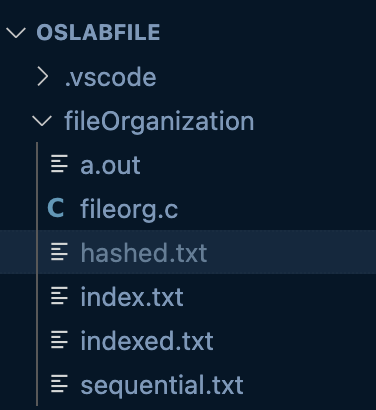 OSLABFILE
.vscode
fileOrganization
a.out
C fileorg.c
hashed.txt
index.txt
indexed.txt
sequential.txt